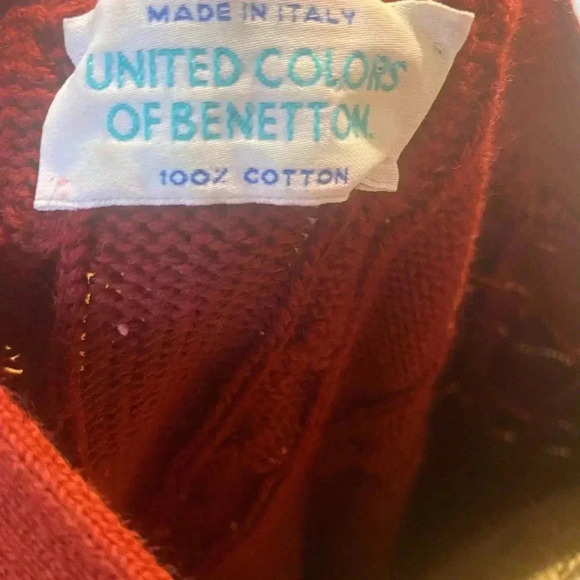 MADE IN ITALY
UNITED COLORS
OF BENETTON.
100% COTTON